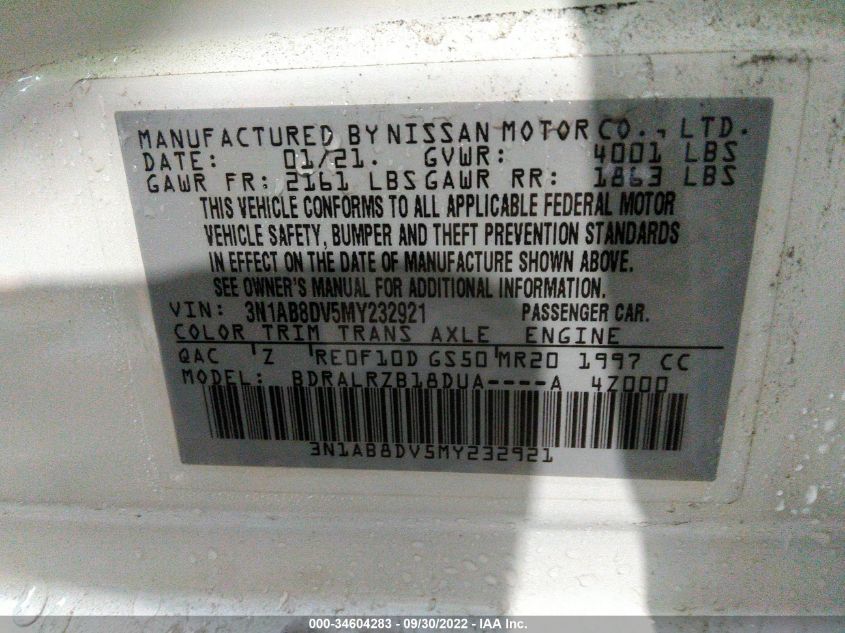 MANUFACTURED BY NISSAN MOTOR CO., LTD.
DATE: 01/21. GVWR: 4001 LBS
GAWR FR: 2161 LBS GAWR RR: 1863 LBS
THIS VEHICLE CONFORMS TO ALL APPLICABLE FEDERAL MOTOR
VEHICLE SAFETY, BUMPER AND THEFT PREVENTION STANDARDS
IN EFFECT ON THE DATE OF MANUFACTURE SHOWN ABOVE.
SEE OWNER'S MANUAL FOR ADDITIONAL INFORMATION.
VIN: 3N1AB8DV5MY232921 PASSENGER CAR.
COLOR TRIM TRANS AXLE ENGINE
QAC Z RE0F10D GS50 MR20 1997 CC
MODEL: BDRALRZB18DUA----A 4Z000
3N1AB8DV5MY232921
000-34604283 - 09/30/2022 - IAA Inc.